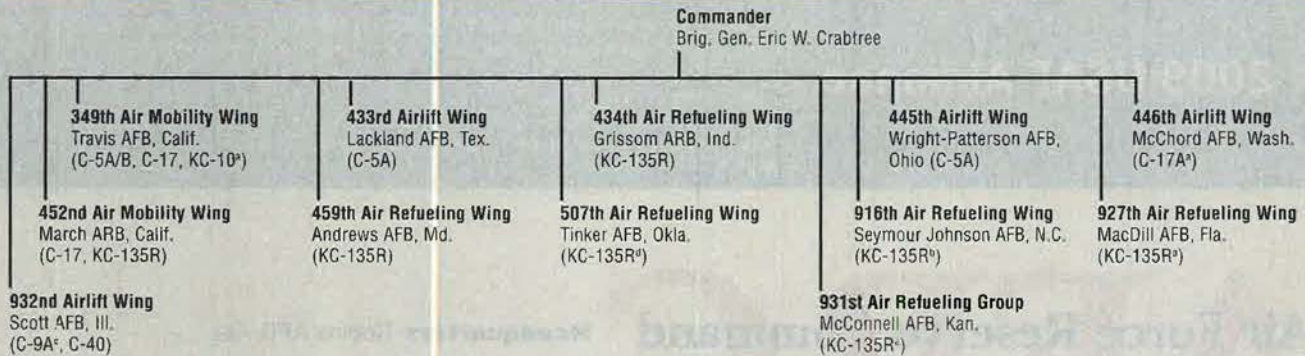 Commander
Brig. Gen. Eric W. Crabtree
349th Air Mobility Wing
Travis AFB, Calif.
(C-5A/B, C-17, KC-10ᵃ)
433rd Airlift Wing
Lackland AFB, Tex.
(C-5A)
434th Air Refueling Wing
Grissom ARB, Ind.
(KC-135R)
445th Airlift Wing
Wright-Patterson AFB,
Ohio (C-5A)
446th Airlift Wing
McChord AFB, Wash.
(C-17Aᵃ)
452nd Air Mobility Wing
March ARB, Calif.
(C-17, KC-135R)
459th Air Refueling Wing
Andrews AFB, Md.
(KC-135R)
507th Air Refueling Wing
Tinker AFB, Okla.
(KC-135Rᵈ)
916th Air Refueling Wing
Seymour Johnson AFB, N.C.
(KC-135Rᵇ)
927th Air Refueling Wing
MacDill AFB, Fla.
(KC-135Rᵃ)
932nd Airlift Wing
Scott AFB, Ill.
(C-9Aᶜ, C-40)
931st Air Refueling Group
McConnell AFB, Kan.
(KC-135Rᶜ)